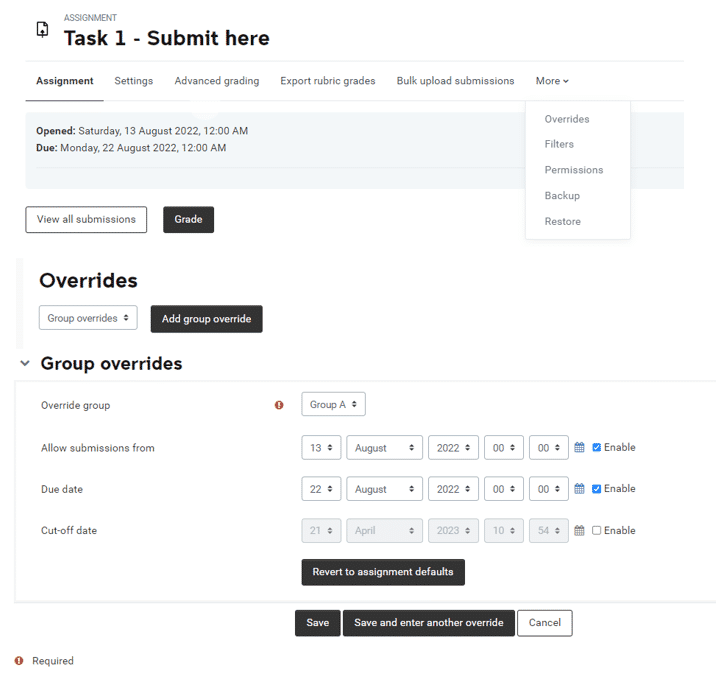 ASSIGNMENT
Task 1 - Submit here
Assignment Settings Advanced grading Export rubric grades Bulk upload submissions More
Overrides
Filters
Permissions
Backup
Restore
Opened: Saturday, 13 August 2022, 12:00 AM
Due: Monday, 22 August 2022, 12:00 AM
View all submissions Grade
Overrides
Group overrides Add group override
Group overrides
Override group Group A
Allow submissions from 13 August 2022 00 00 Enable
Due date 22 August 2022 00 00 Enable
Cut-off date 21 April 2023 10 54 Enable
Revert to assignment defaults
Save Save and enter another override Cancel
Required